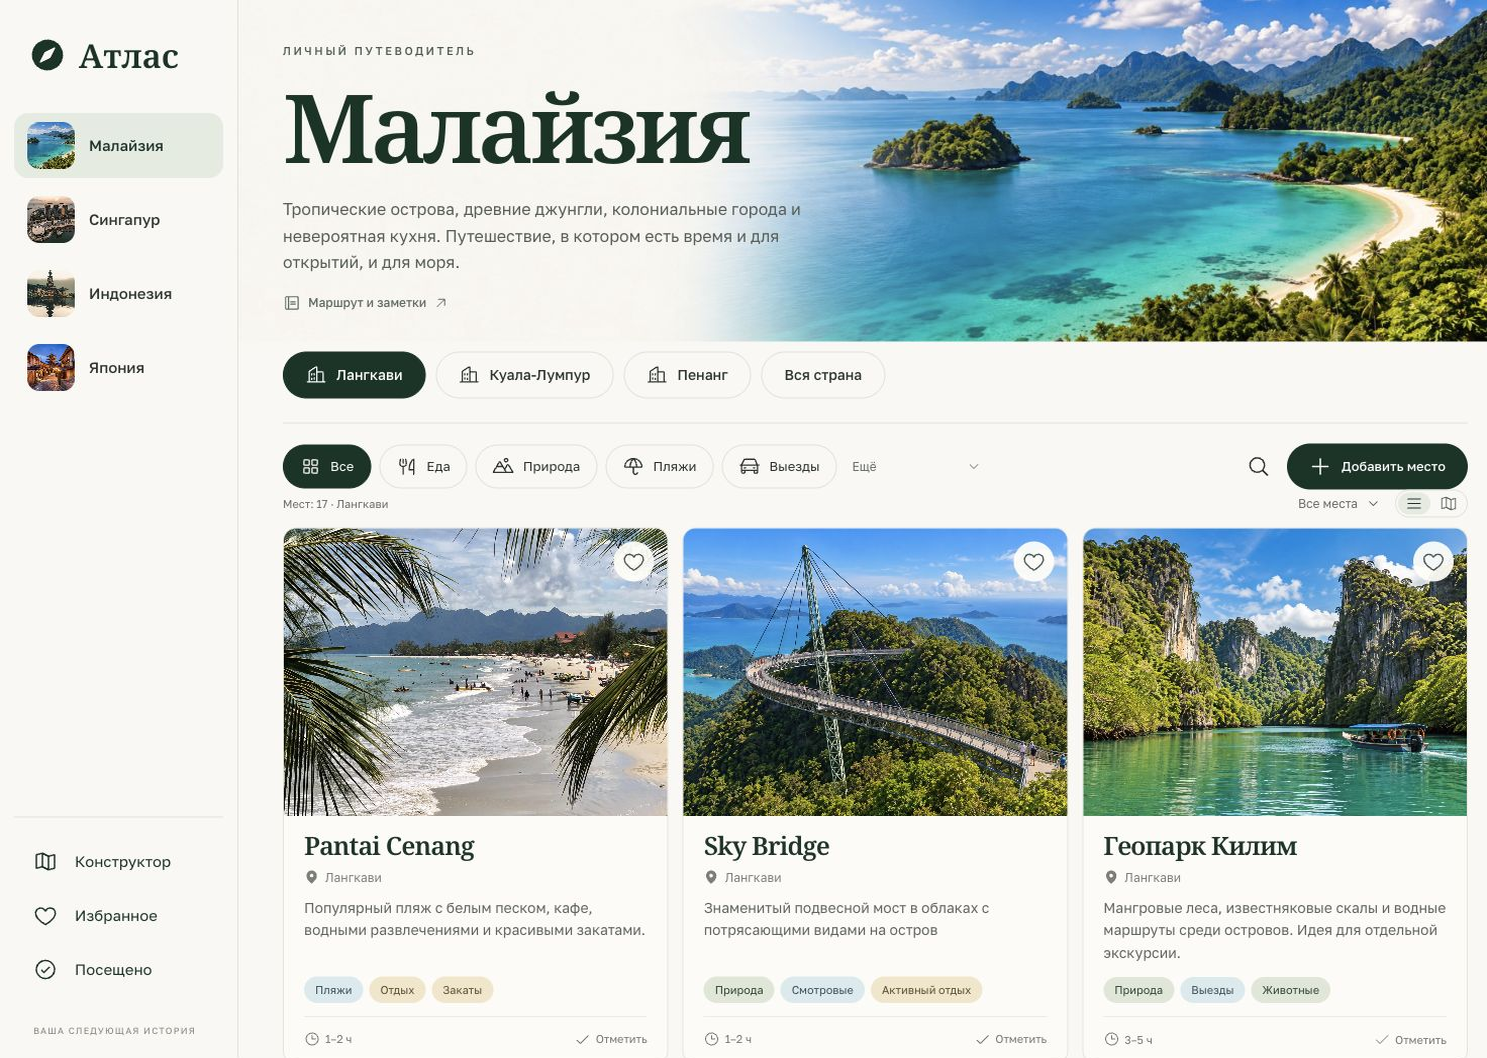 Атлас
Малайзия
Сингапур
Индонезия
Япония
Конструктор
Избранное
Посещено
ВАША СЛЕДУЮЩАЯ ИСТОРИЯ
ЛИЧНЫЙ ПУТЕВОДИТЕЛЬ
Малайзия
Тропические острова, древние джунгли, колониальные города и
невероятная кухня. Путешествие, в котором есть время и для
открытий, и для моря.
Маршрут и заметки
Лангкави
Куала-Лумпур
Пенанг
Вся страна
Все
Еда
Природа
Пляжи
Выезды
Ещё
Добавить место
Мест: 17 · Лангкави
Все места
Pantai Cenang
Лангкави
Популярный пляж с белым песком, кафе,
водными развлечениями и красивыми закатами.
Пляжи
Отдых
Закаты
1–2 ч
Отметить
Sky Bridge
Лангкави
Знаменитый подвесной мост в облаках с
потрясающими видами на остров
Природа
Смотровые
Активный отдых
1–2 ч
Отметить
Геопарк Килим
Лангкави
Мангровые леса, известняковые скалы и водные
маршруты среди островов. Идея для отдельной
экскурсии.
Природа
Выезды
Животные
3–5 ч
Отметить